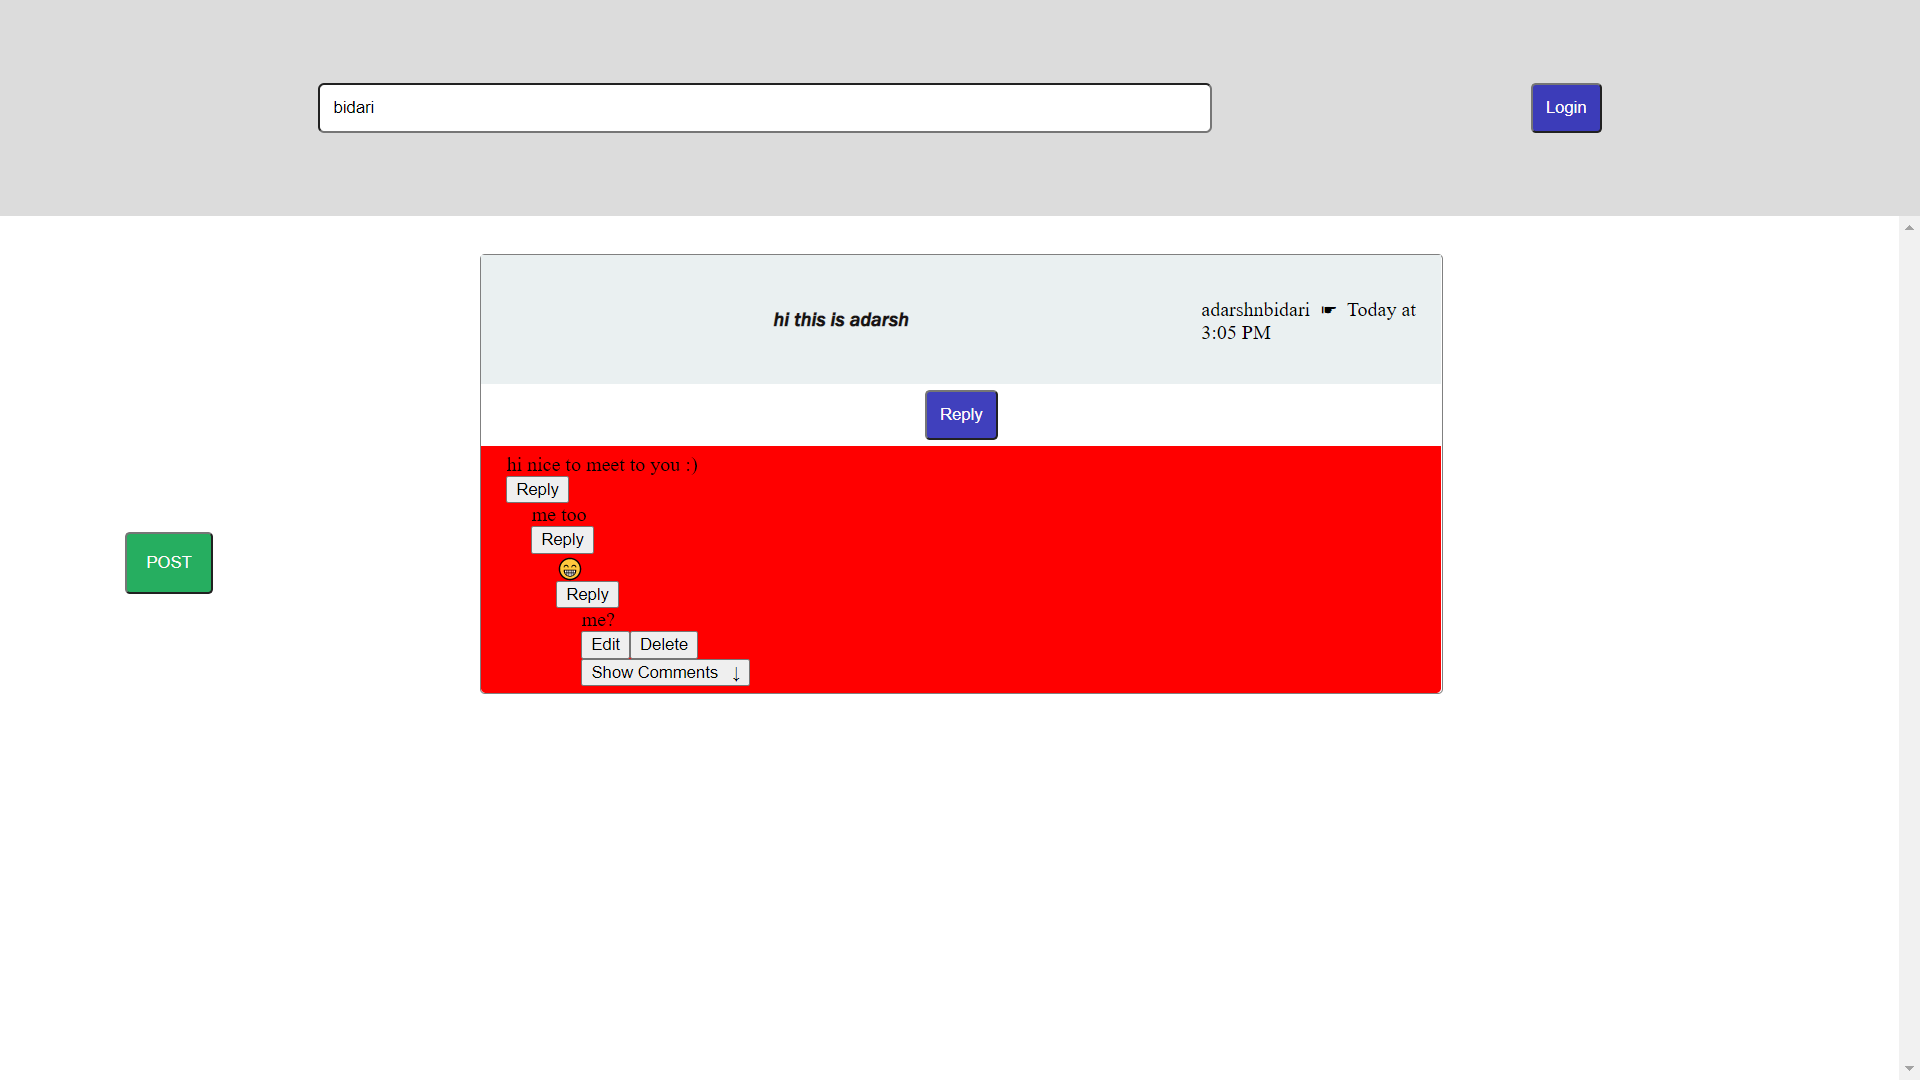 bidari
Login
hi this is adarsh
adarshnbidari ☛ Today at
3:05 PM
Reply
hi nice to meet to you :)
Reply
me too
Reply
😁
Reply
me?
Edit Delete
Show Comments ↓
POST